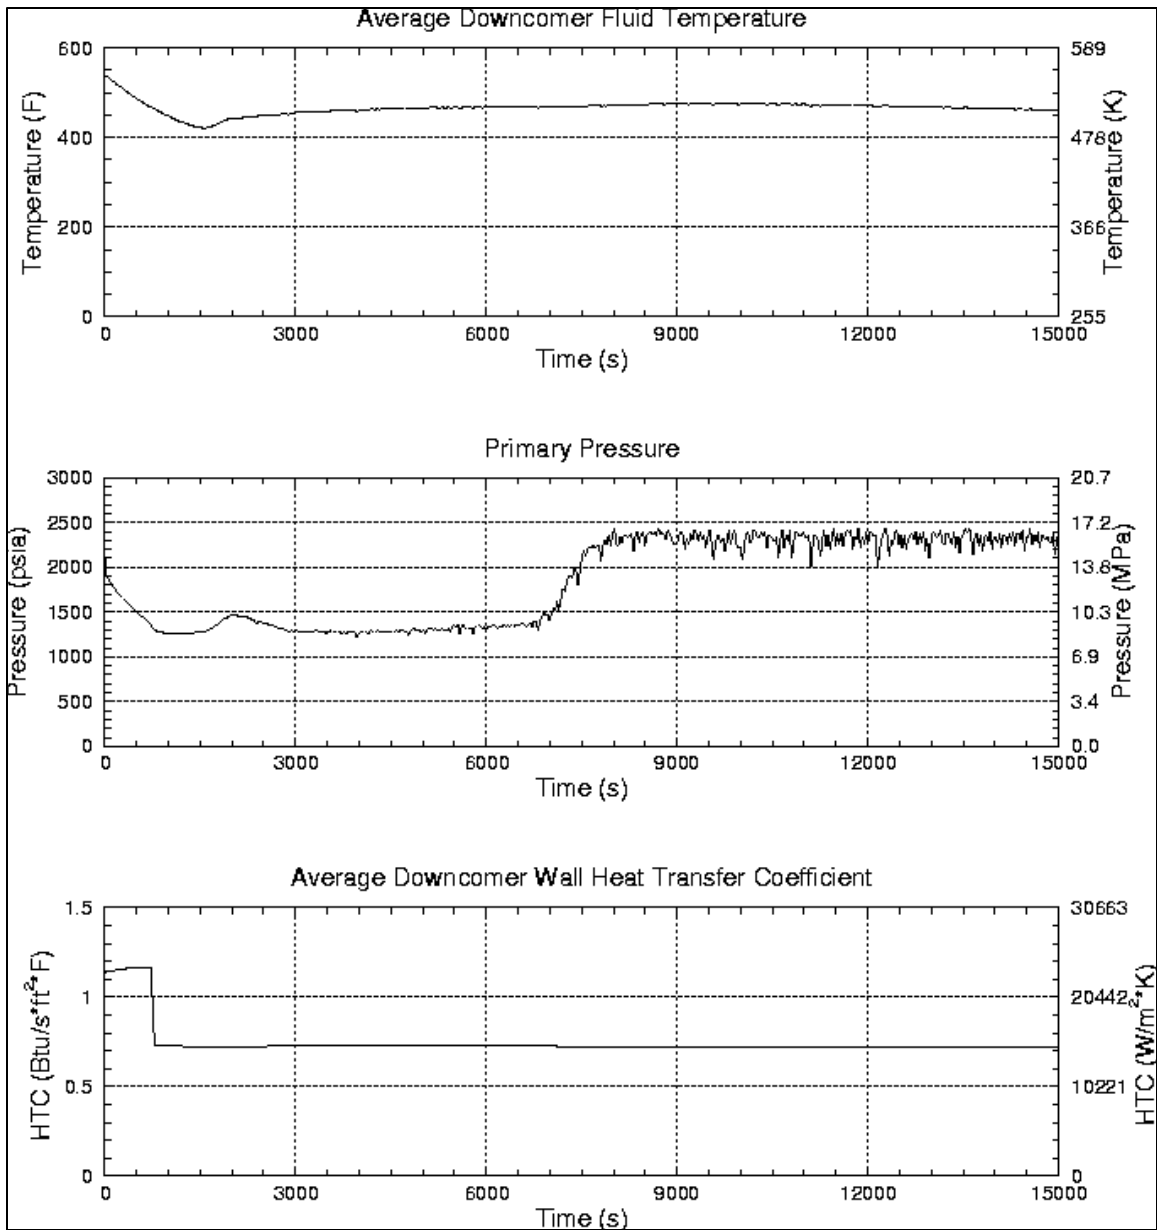 Average Downcomer Fluid Temperature
600
400
200
0
589
478
366
255
Temperature (F)
Temperature (K)
0 3000 6000 9000 12000 15000
Time (s)
Primary Pressure
3000
2500
2000
1500
1000
500
0
20.7
17.2
13.8
10.3
6.9
3.4
0.0
Pressure (psia)
Pressure (MPa)
0 3000 6000 9000 12000 15000
Time (s)
Average Downcomer Wall Heat Transfer Coefficient
1.5
1
0.5
0
30663
20442
10221
0
HTC (Btu/s*ft²*F)
HTC (W/m²*K)
0 3000 6000 9000 12000 15000
Time (s)